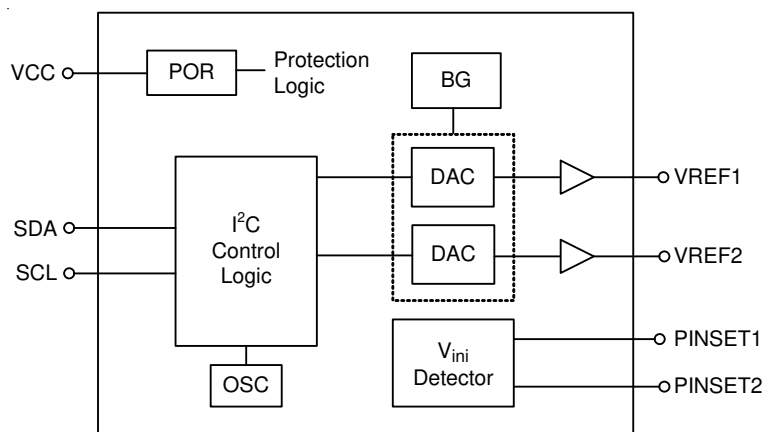 VCC
POR
Protection
Logic
BG
DAC
VREF1
SDA
SCL
I²C
Control
Logic
DAC
VREF2
OSC
Vini
Detector
PINSET1
PINSET2